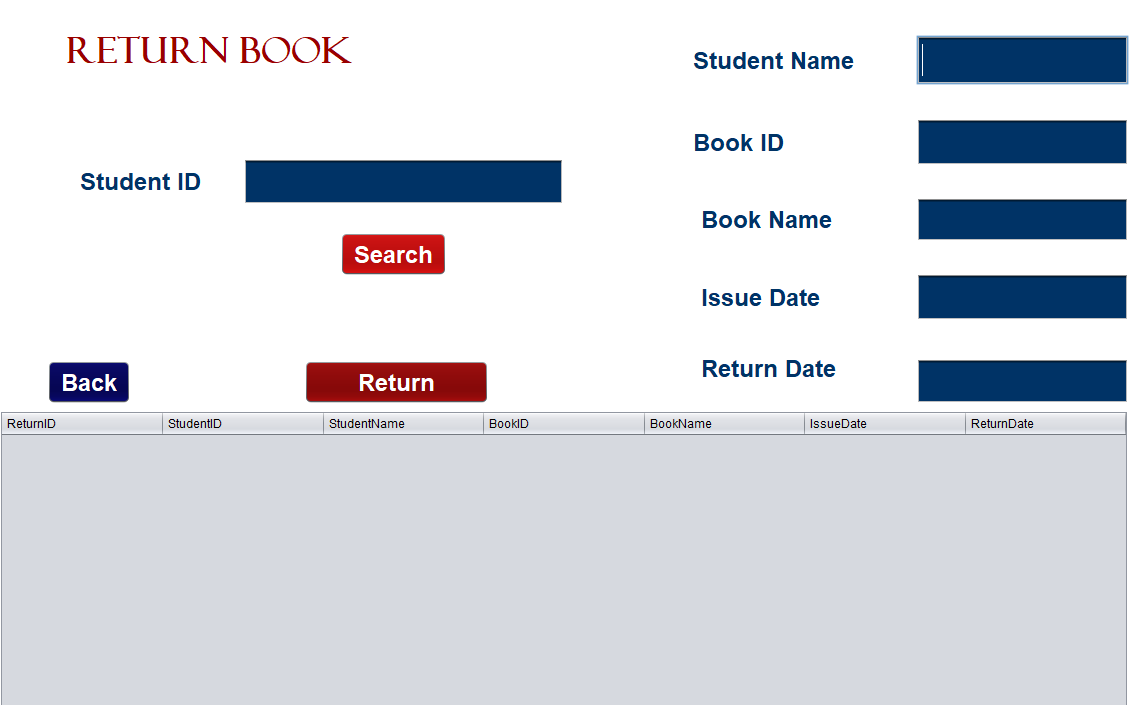 RETURN BOOK
Student ID
Search
Back
Return
Student Name
Book ID
Book Name
Issue Date
Return Date
ReturnID StudentID StudentName BookID BookName IssueDate ReturnDate